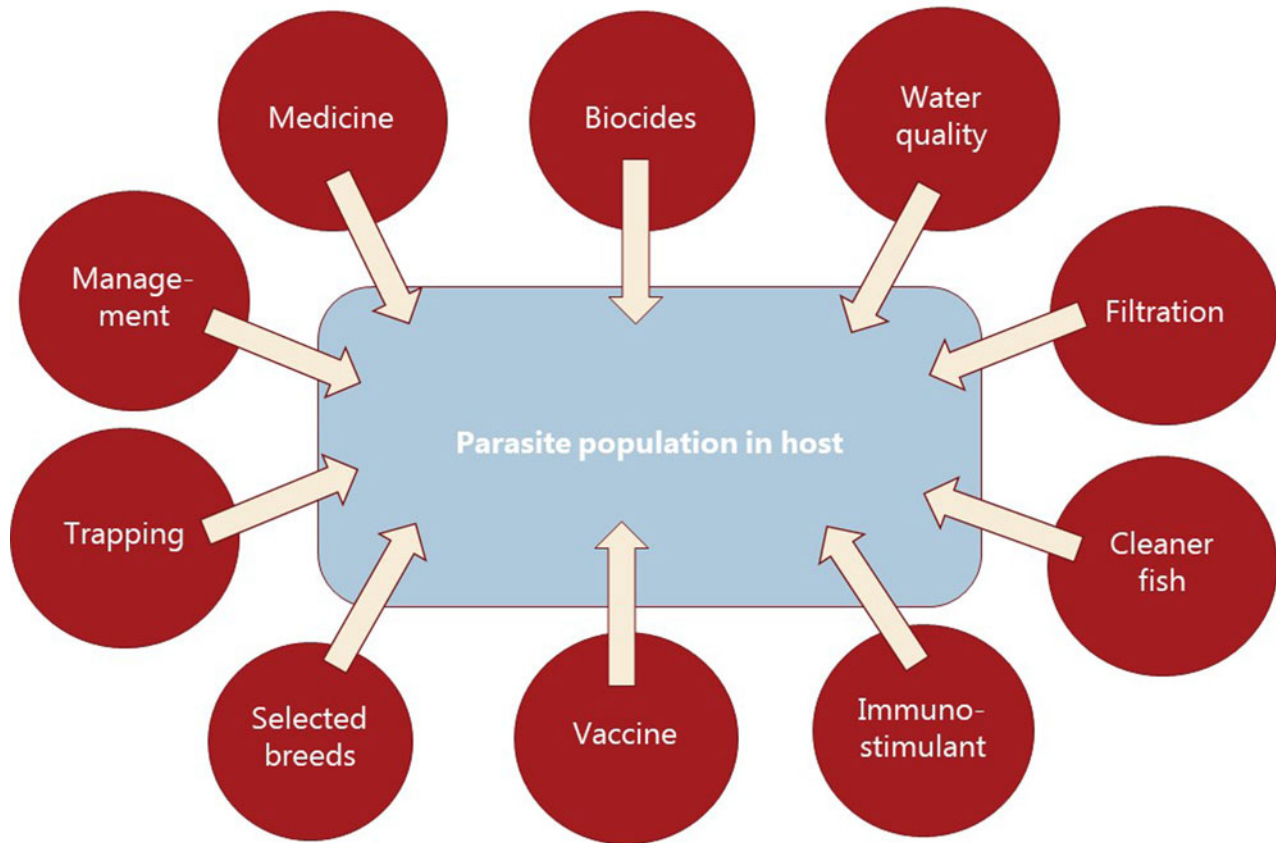 Medicine
Biocides
Water
quality
Manage-
ment
Filtration
Parasite population in host
Trapping
Cleaner
fish
Selected
breeds
Vaccine
Immuno-
stimulant